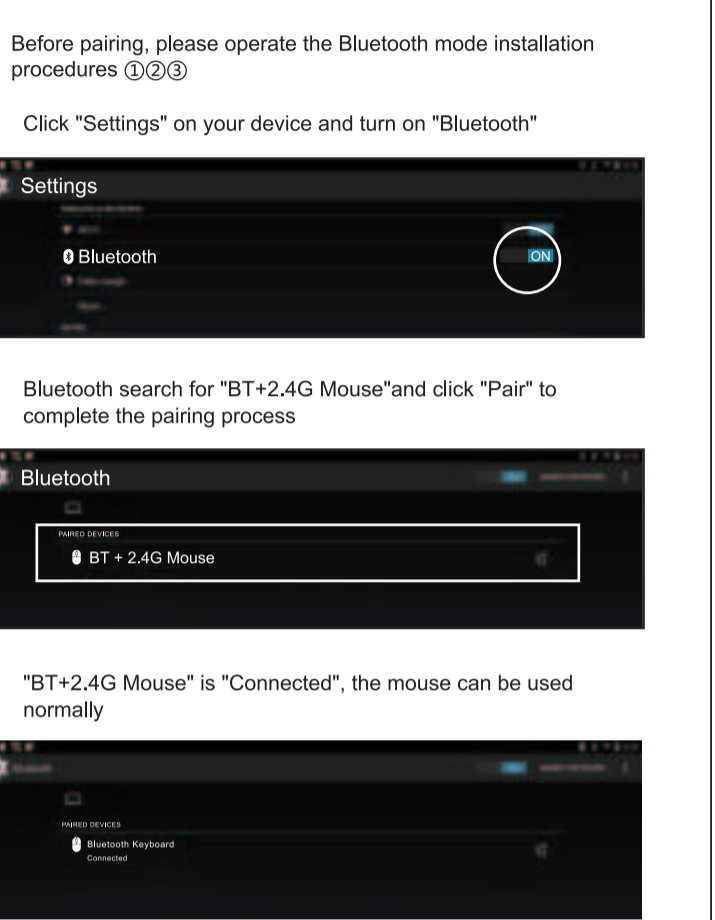 Before pairing, please operate the Bluetooth mode installation
procedures ①②③
Click "Settings" on your device and turn on "Bluetooth"
Settings
Bluetooth
ON
Bluetooth search for "BT+2.4G Mouse"and click "Pair" to
complete the pairing process
Bluetooth
PAIRED DEVICES
BT + 2.4G Mouse
"BT+2.4G Mouse" is "Connected", the mouse can be used
normally
PAIRED DEVICES
Bluetooth Keyboard
Connected